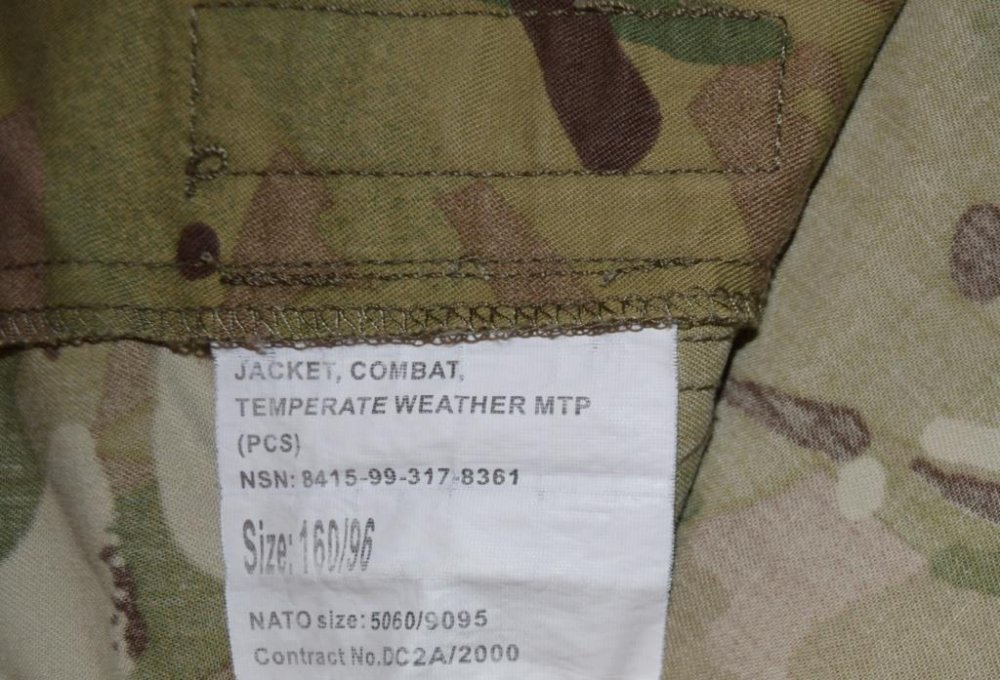 JACKET, COMBAT,
TEMPERATE WEATHER MTP
(PCS)
NSN: 8415-99-317-8361
Size: 160/96
NATO size: 5060/9095
Contract No.DC2A/2000